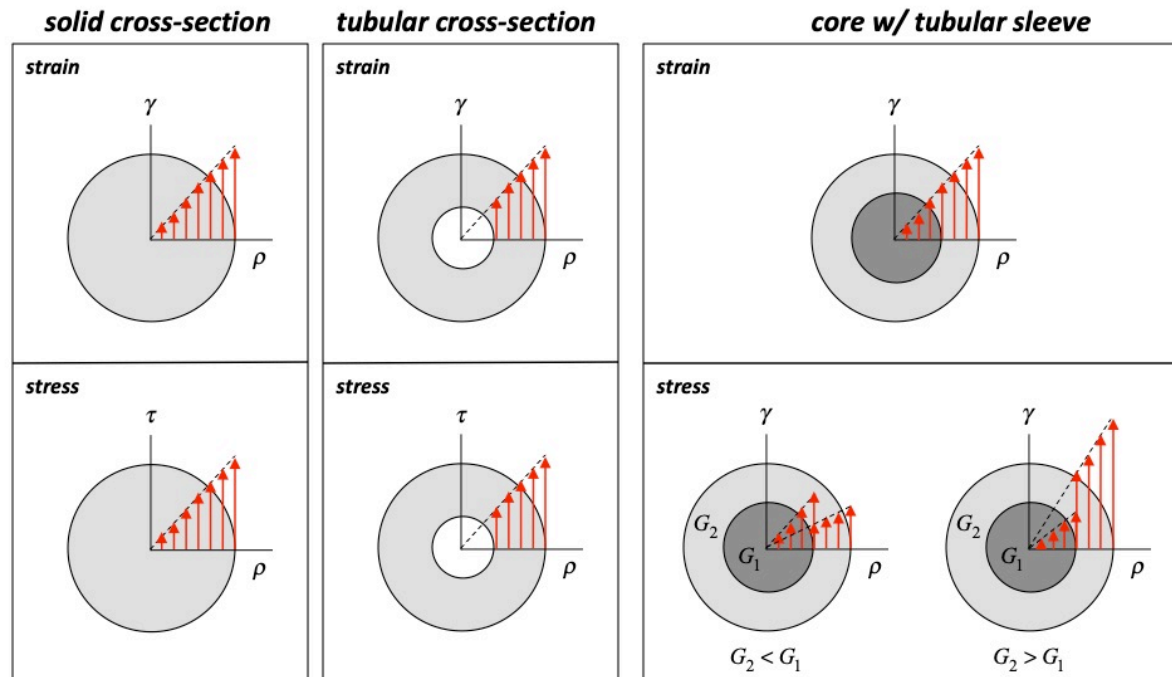 solid cross-section
tubular cross-section
core w/ tubular sleeve
strain
γ
ρ
strain
γ
ρ
strain
γ
ρ
stress
τ
ρ
stress
τ
ρ
stress
γ
G₂
G₁
ρ
G₂ < G₁
γ
G₂
G₁
ρ
G₂ > G₁